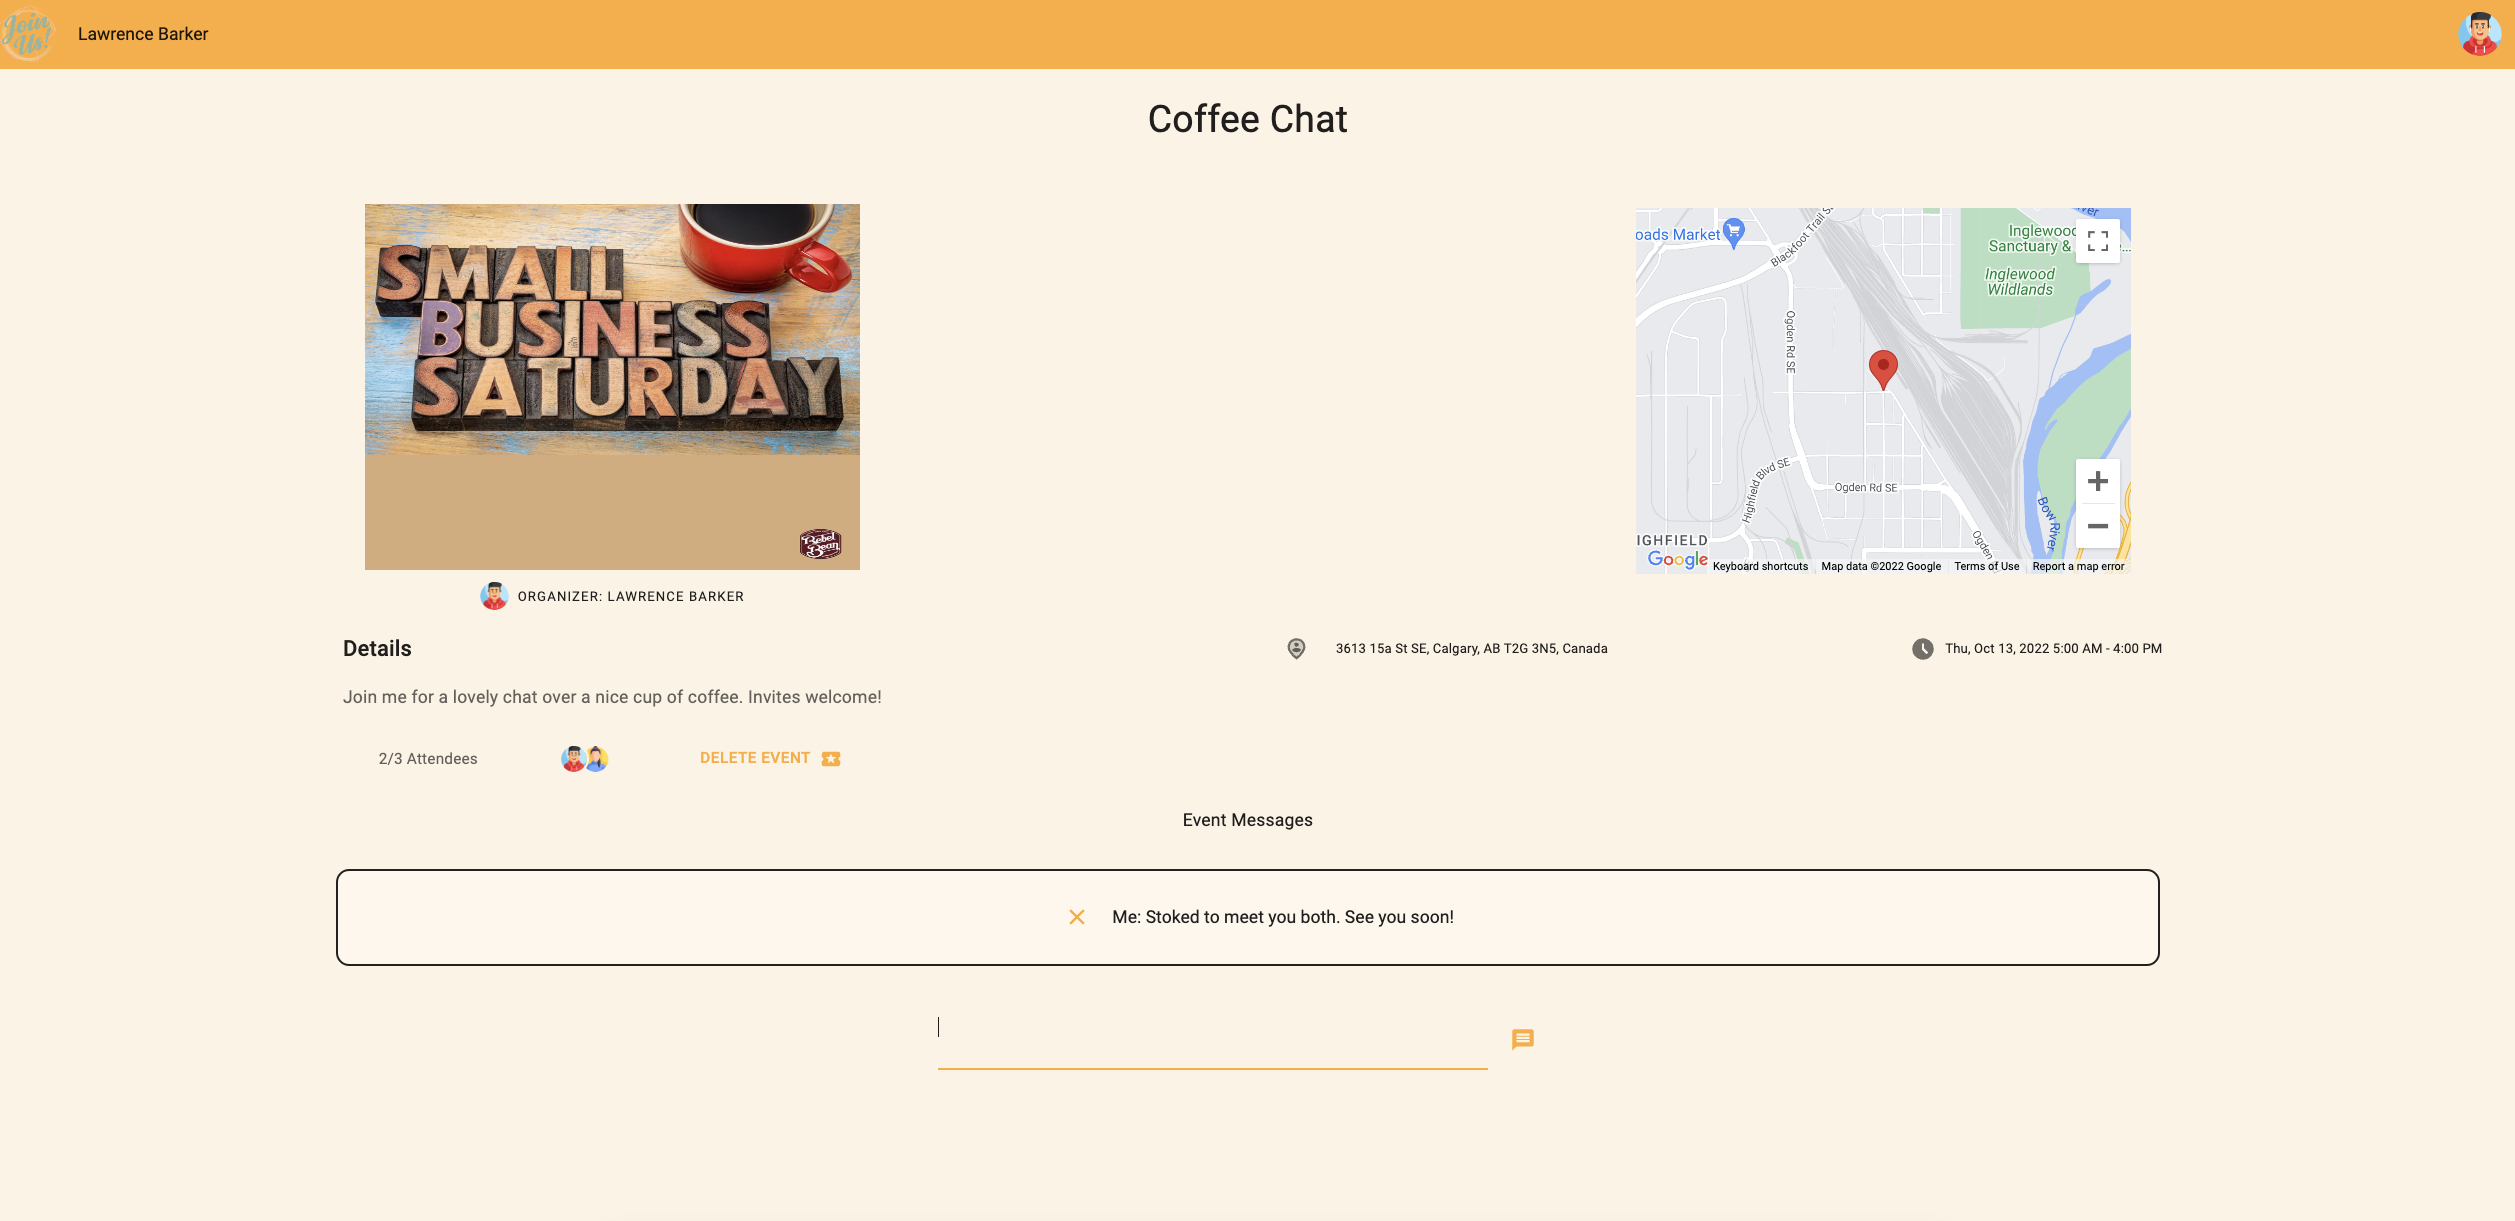 Join Us!
Lawrence Barker
Coffee Chat
SMALL
BUSINESS
SATURDAY
Rebel
Bean
ORGANIZER: LAWRENCE BARKER
oads Market
Blackfoot Trail S
Inglewood
Sanctuary &
Inglewood
Wildlands
Ogden Rd SE
Highfield Blvd SE
Ogden Rd SE
Ogden
Bow River
IGHFIELD
Google
Keyboard shortcuts
Map data ©2022 Google
Terms of Use
Report a map error
Details
3613 15a St SE, Calgary, AB T2G 3N5, Canada
Thu, Oct 13, 2022 5:00 AM - 4:00 PM
Join me for a lovely chat over a nice cup of coffee. Invites welcome!
2/3 Attendees
DELETE EVENT
Event Messages
Me: Stoked to meet you both. See you soon!